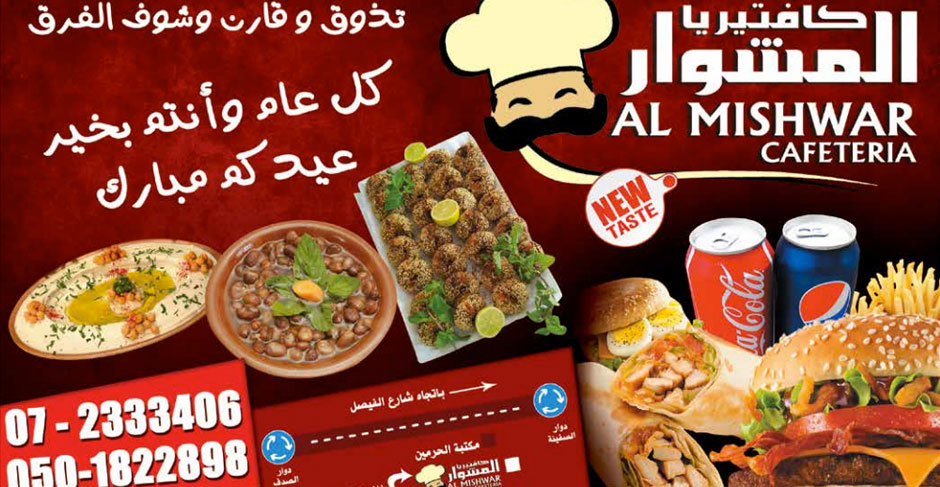 تذوق و قارن وشوف الفرق
كل عام وأنتم بخير
عيدكم مبارك
كافتيريا
المشوار
AL MISHWAR
CAFETERIA
NEW
TASTE
Coca-Cola
07 - 2333406
050-1822898
باتجاه شارع الفيصل
دوار
السفينة
دوار
الصدف
مكتبة الحرمين
كافتيريا
المشوار
AL MISHWAR
CAFETERIA